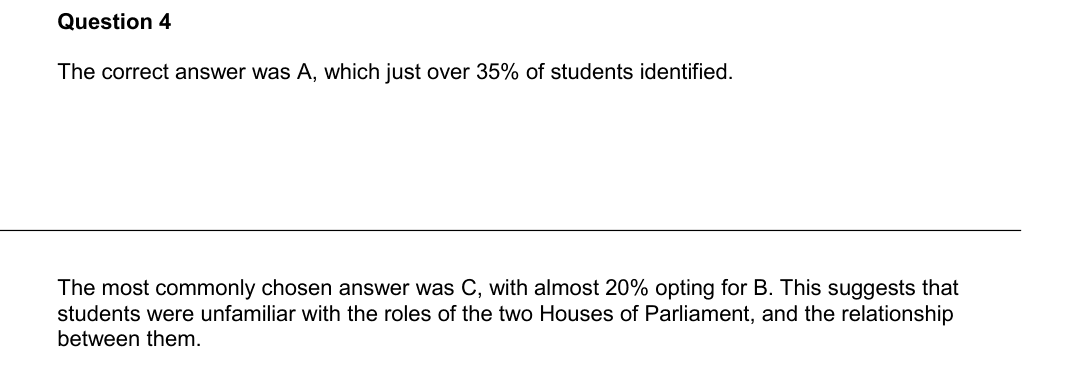 Question 4
The correct answer was A, which just over 35% of students identified.
The most commonly chosen answer was C, with almost 20% opting for B. This suggests that
students were unfamiliar with the roles of the two Houses of Parliament, and the relationship
between them.